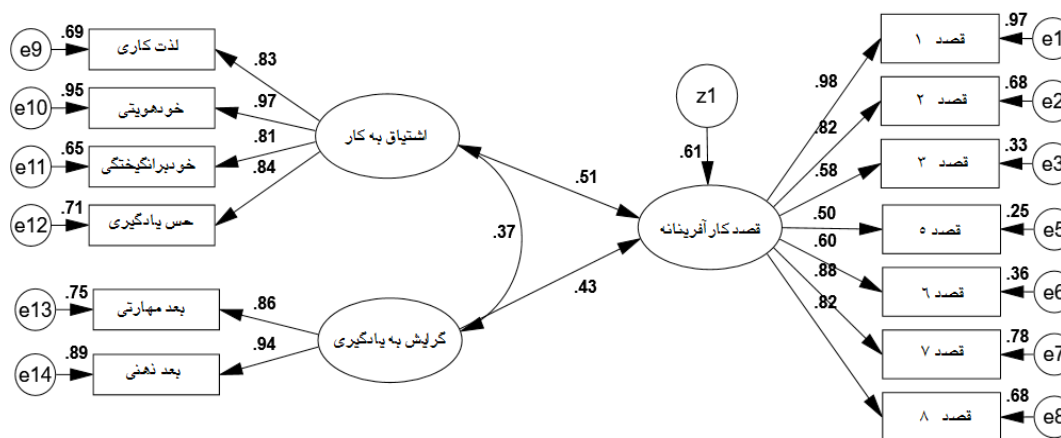 e9
.69
لذت کاری
.83
e10
.95
خودهویتی
.97
e11
.65
خودبرانگیختگی
.81
e12
.71
حس یادگیری
.84
اشتیاق به کار
e13
.75
بعد مهارتی
.86
e14
.89
بعد ذهنی
.94
گرایش به یادگیری
.37
.51
.43
z1
.61
قصد کارآفرینانه
.98
قصد ۱
.97
e1
.82
قصد ۲
.68
e2
.58
قصد ۳
.33
e3
.50
قصد ٥
.25
e5
.60
قصد ٦
.36
e6
.88
قصد ۷
.78
e7
.82
قصد ۸
.68
e8